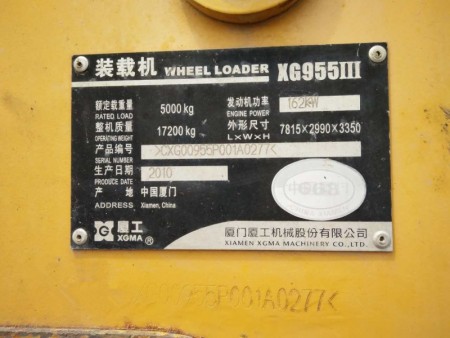 装载机 WHEEL LOADER XG955III
额定载重量 5000kg 发动机功率 162kW
RATED LOAD ENGINE POWER
整机质量 17200kg 外形尺寸 7815×2990×3350
OPERATING WEIGHT L×W×H
产品编号 >CXG00955P001A0277<
SERIAL NUMBER
生产日期 2010
PRODUCE DATE
产 地 中国厦门
ADDRESS Xiamen, China
厦工 XGMA ® 厦门厦工机械股份有限公司
XIAMEN XGMA MACHINERY CO.,LTD.
55P001A0277<